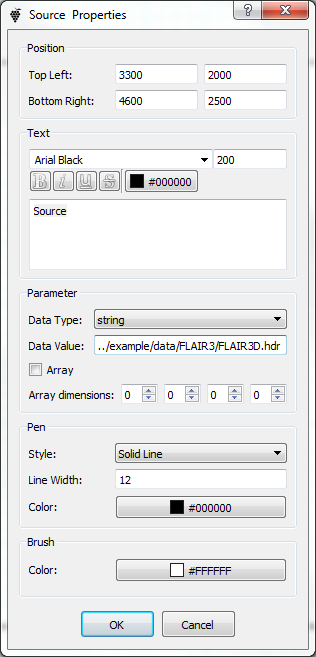 Source Properties
Position
Top Left: 3300 2000
Bottom Right: 4600 2500
Text
Arial Black 200
B i U S #000000
Source
Parameter
Data Type: string
Data Value: ../example/data/FLAIR3/FLAIR3D.hdr
Array
Array dimensions: 0 0 0 0
Pen
Style: Solid Line
Line Width: 12
Color: #000000
Brush
Color: #FFFFFF
OK Cancel